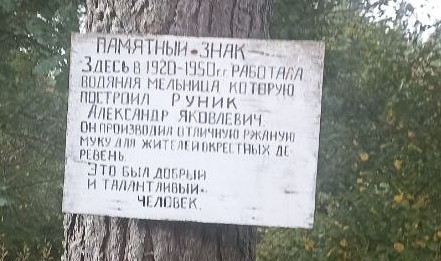 ПАМЯТНЫЙ ЗНАК
ЗДЕСЬ В 1920-1950гг РАБОТАЛА
ВОДЯНАЯ МЕЛЬНИЦА КОТОРУЮ
ПОСТРОИЛ РУНИК
АЛЕКСАНДР ЯКОВЛЕВИЧ.
ОН ПРОИЗВОДИЛ ОТЛИЧНУЮ РЖАНУЮ
МУКУ ДЛЯ ЖИТЕЛЕЙ ОКРЕСТНЫХ ДЕ-
РЕВЕНЬ.
ЭТО БЫЛ ДОБРЫЙ
И ТАЛАНТЛИВЫЙ
ЧЕЛОВЕК.